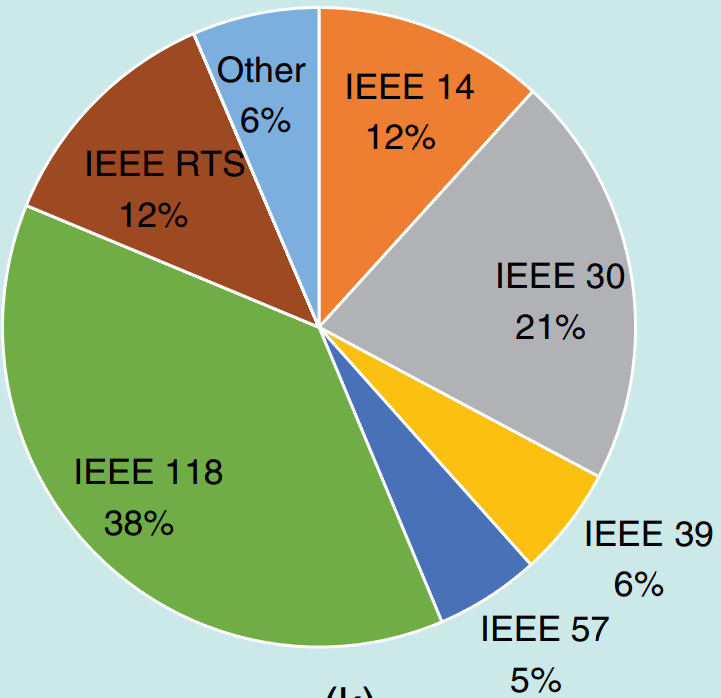 Other
6%
IEEE 14
12%
IEEE RTS
12%
IEEE 30
21%
IEEE 118
38%
IEEE 39
6%
IEEE 57
5%